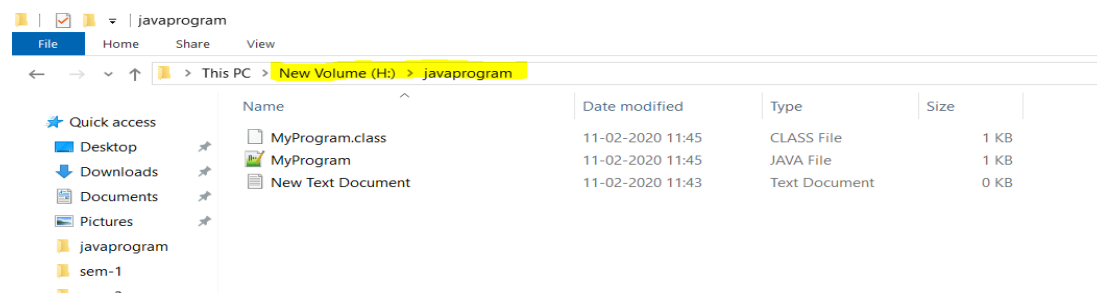 javaprogram
File Home Share View
This PC > New Volume (H:) > javaprogram
Name Date modified Type Size
Quick access
Desktop
Downloads
Documents
Pictures
javaprogram
sem-1
MyProgram.class 11-02-2020 11:45 CLASS File 1 KB
MyProgram 11-02-2020 11:45 JAVA File 1 KB
New Text Document 11-02-2020 11:43 Text Document 0 KB